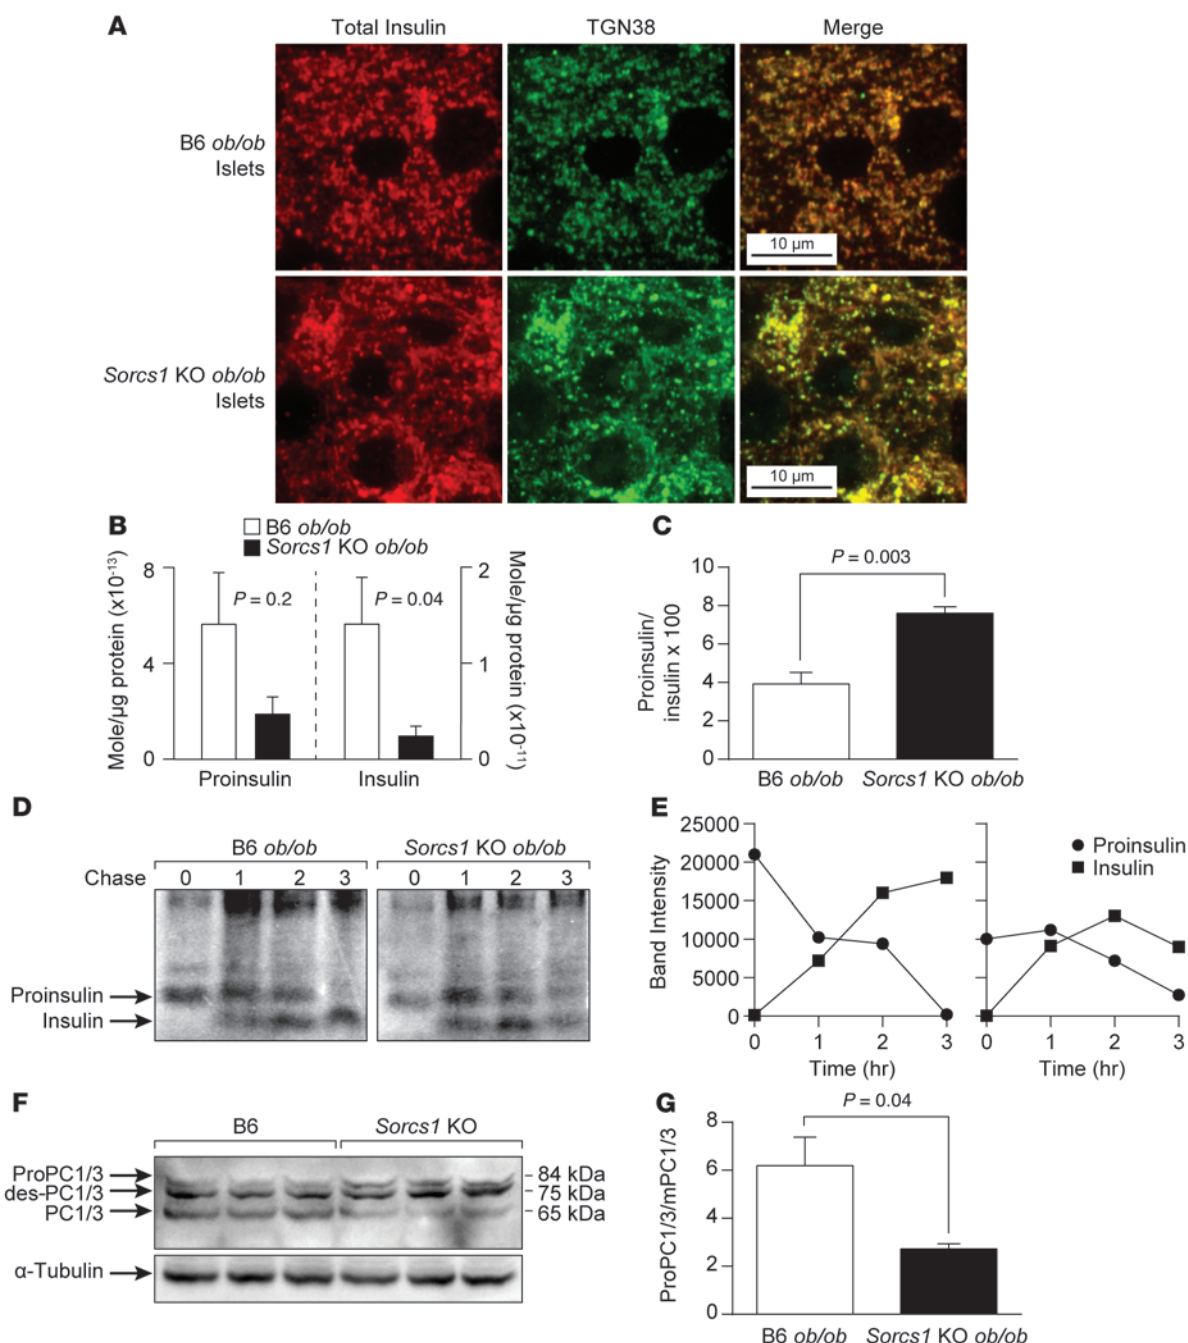 A
Total Insulin TGN38 Merge
B6 ob/ob
Islets
10 µm
Sorcs1 KO ob/ob
Islets
10 µm
B
B6 ob/ob
Sorcs1 KO ob/ob
Mole/µg protein (x10-13)
8
4
0
P = 0.2
P = 0.04
2
1
0
Mole/µg protein (x10-11)
Proinsulin Insulin
C
Proinsulin/
insulin x 100
10
8
6
4
2
0
P = 0.003
B6 ob/ob Sorcs1 KO ob/ob
D
B6 ob/ob Sorcs1 KO ob/ob
Chase 0 1 2 3 0 1 2 3
Proinsulin
Insulin
E
Band Intensity
25000
20000
15000
10000
5000
0
0 1 2 3 0 1 2 3
Time (hr) Time (hr)
Proinsulin
Insulin
F
B6 Sorcs1 KO
ProPC1/3 84 kDa
des-PC1/3 75 kDa
PC1/3 65 kDa
α-Tubulin
G
ProPC1/3/mPC1/3
8
6
4
2
0
P = 0.04
B6 ob/ob Sorcs1 KO ob/ob